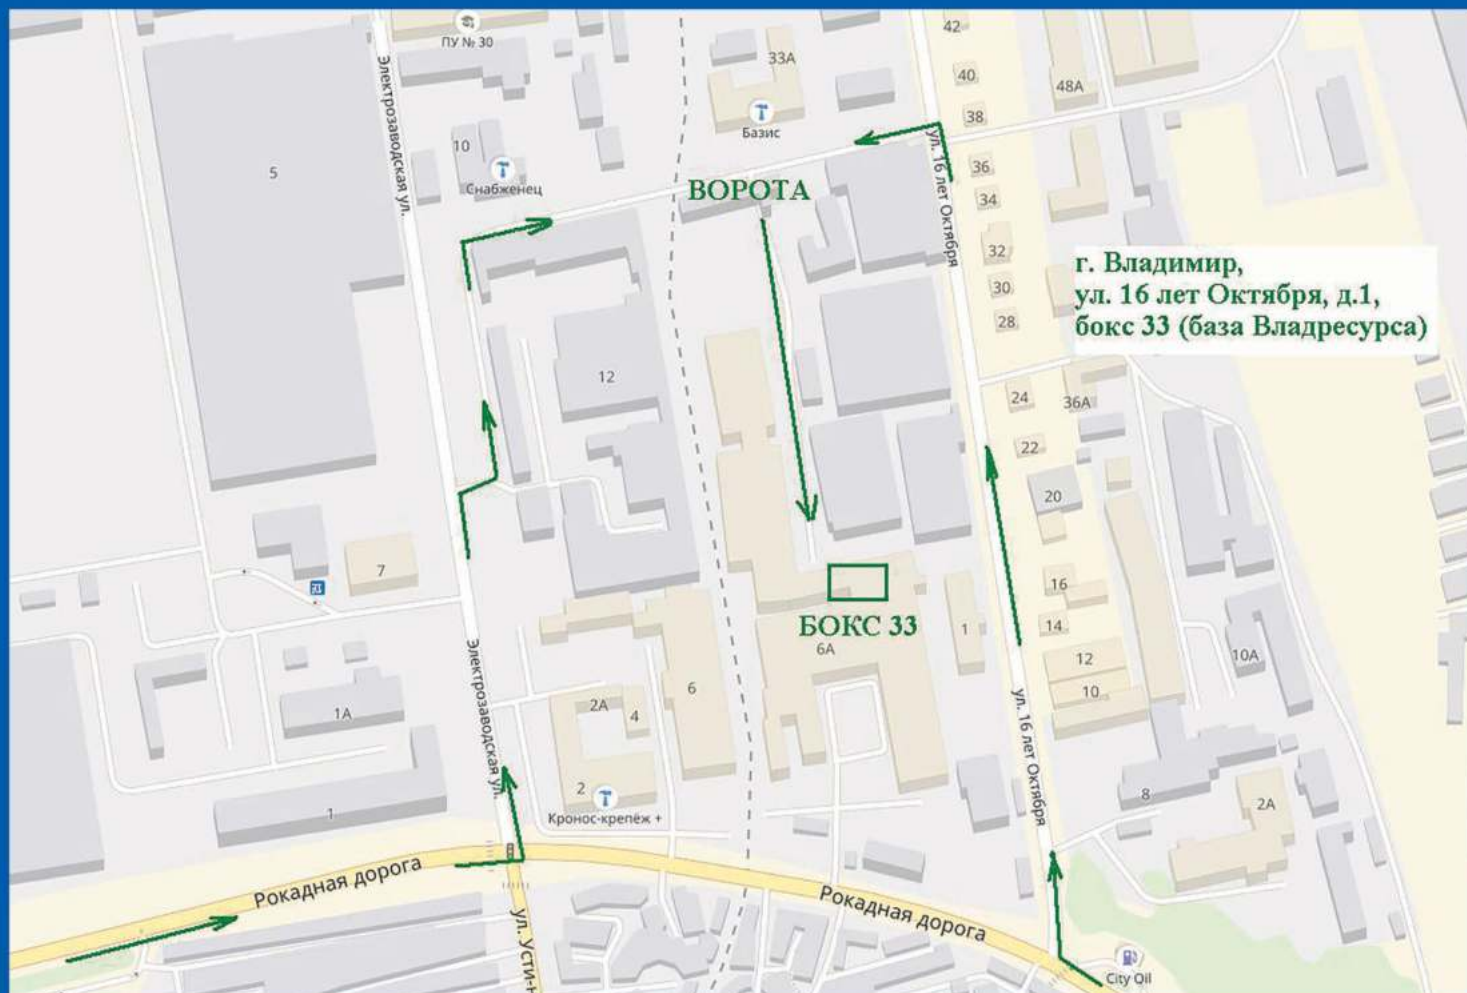 42
ПУ № 30
33А
40
48А
38
Базис
10
5
Снабженец
36
ВОРОТА
34
Электрозаводская ул.
ул. 16 лет Октября
32
30
28
г. Владимир,
ул. 16 лет Октября, д.1,
бокс 33 (база Владресурса)
12
24
36А
22
20
7
16
БОКС 33
14
1
6А
12
10А
10
6
2А
4
1А
Электрозаводская ул.
ул. 16 лет Октября
2
8
2А
1
Кронос-крепёж +
Рокадная дорога
Рокадная дорога
ул. Усти-н
City Oil